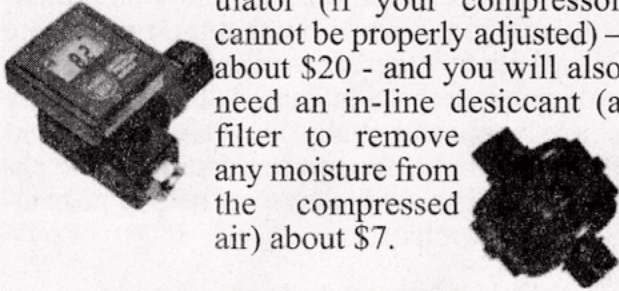 ulator (if your compressor
cannot be properly adjusted) –
about $20 - and you will also
need an in-line desiccant (a
filter to remove
any moisture from
the compressed
air) about $7.